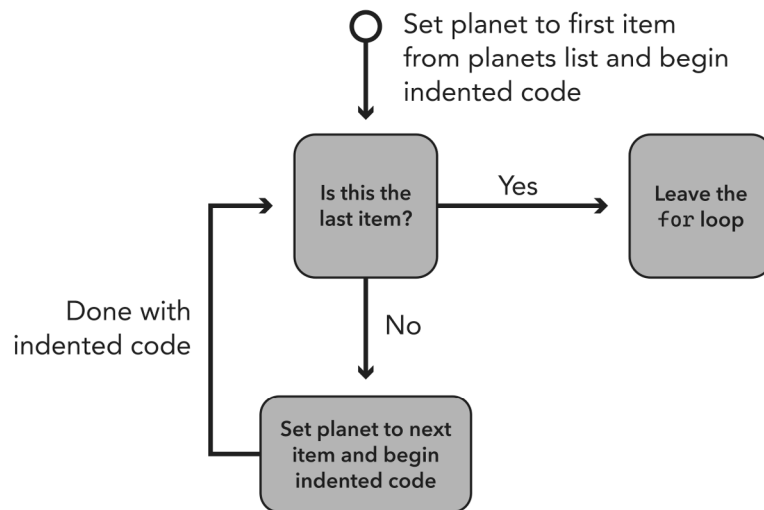 Set planet to first item
from planets list and begin
indented code
Is this the
last item?
Yes
Leave the
for loop
Done with
indented code
No
Set planet to next
item and begin
indented code